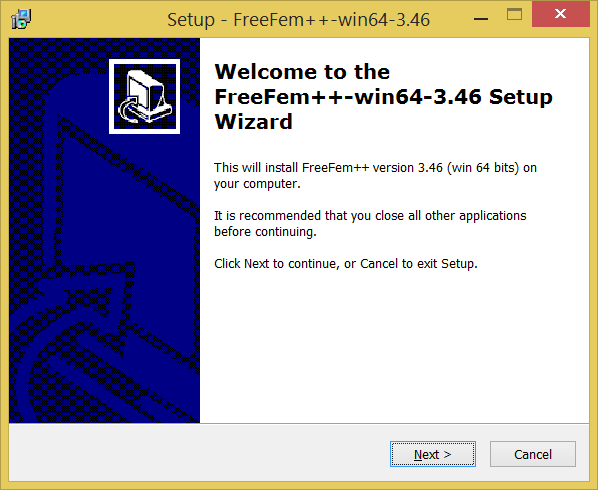 Setup - FreeFem++-win64-3.46
Welcome to the
FreeFem++-win64-3.46 Setup
Wizard
This will install FreeFem++ version 3.46 (win 64 bits) on
your computer.
It is recommended that you close all other applications
before continuing.
Click Next to continue, or Cancel to exit Setup.
Next >
Cancel